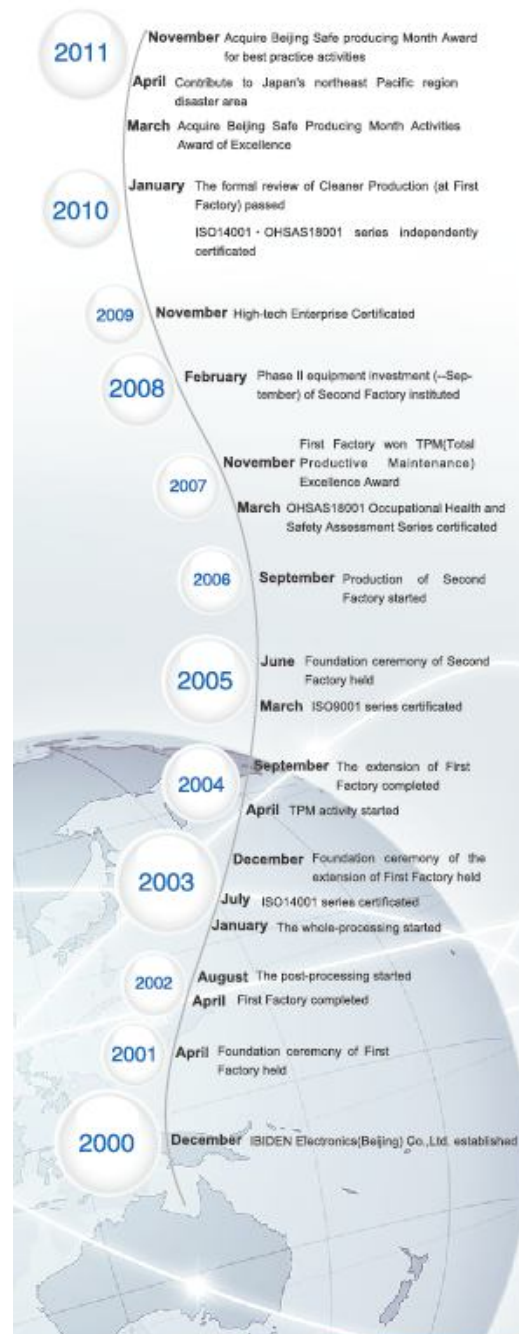 2011
November Acquire Beijing Safe producing Month Award
for best practice activities
April Contribute to Japan's northeast Pacific region
disaster area
March Acquire Beijing Safe Producing Month Activities
Award of Excellence
2010
January The formal review of Cleaner Production (at First
Factory) passed
ISO14001・OHSAS18001 series independently
certificated
2009
November High-tech Enterprise Certificated
2008
February Phase II equipment investment (--Sep-
tember) of Second Factory instituted
2007
First Factory won TPM(Total
November Productive Maintenance)
Excellence Award
March OHSAS18001 Occupational Health and
Safety Assessment Series certificated
2006
September Production of Second
Factory started
2005
June Foundation ceremony of Second
Factory held
March ISO9001 series certificated
2004
September The extension of First
Factory completed
April TPM activity started
2003
December Foundation ceremony of the
extension of First Factory held
July ISO14001 series certificated
January The whole-processing started
2002
August The post-processing started
April First Factory completed
2001
April Foundation ceremony of First
Factory held
2000
December IBIDEN Electronics(Beijing) Co.,Ltd. established